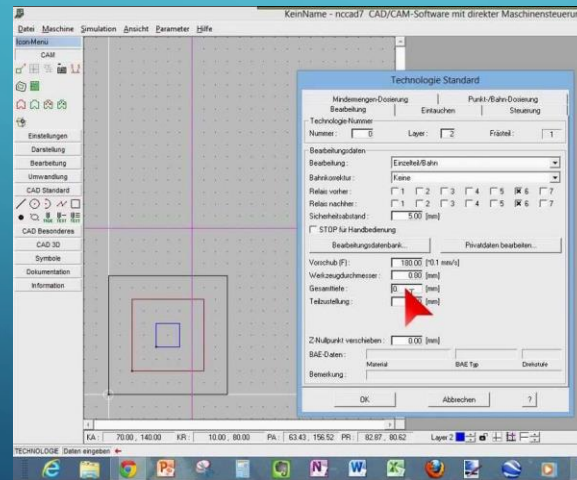 KeinName - nccad7 CAD/CAM-Software mit direkter Maschinensteuerun
Datei Maschine Simulation Ansicht Parameter Hilfe
Icon-Menü
CAM
Einstellungen
Darstellung
Bearbeitung
Umwandlung
CAD Standard
CAD Besonderes
CAD 3D
Symbole
Dokumentation
Information
Technologie Standard
Mindermengen-Dosierung Punkt-/Bahn-Dosierung
Bearbeitung Eintauchen Steuerung
Technologie-Nummer
Nummer: 0 Layer: 2 Frästeil: 1
Bearbeitungsdaten
Bearbeitung: Einzelteil/Bahn
Bahnkorrektur: Keine
Relais vorher: 1 2 3 4 5 6 7
Relais nachher: 1 2 3 4 5 6 7
Sicherheitsabstand: 5.00 [mm]
STOP für Handbedienung
Bearbeitungsdatenbank... Privatdaten bearbeiten...
Vorschub (F): 180.00 [*0.1 mm/s]
Werkzeugdurchmesser: 0.80 [mm]
Gesamttiefe: 0. [mm]
Teilzustellung: [mm]
Z-Nullpunkt verschieben: 0.00 [mm]
BAE-Daten:
Material BAE Typ Drehstufe
Bemerkung:
OK Abbrechen ?
KA: 70.00, 140.00 KR: 10.00, 80.00 PA: 63.43, 156.52 PR: 82.87, 80.62 Layer 2
TECHNOLOGIE Daten eingeben